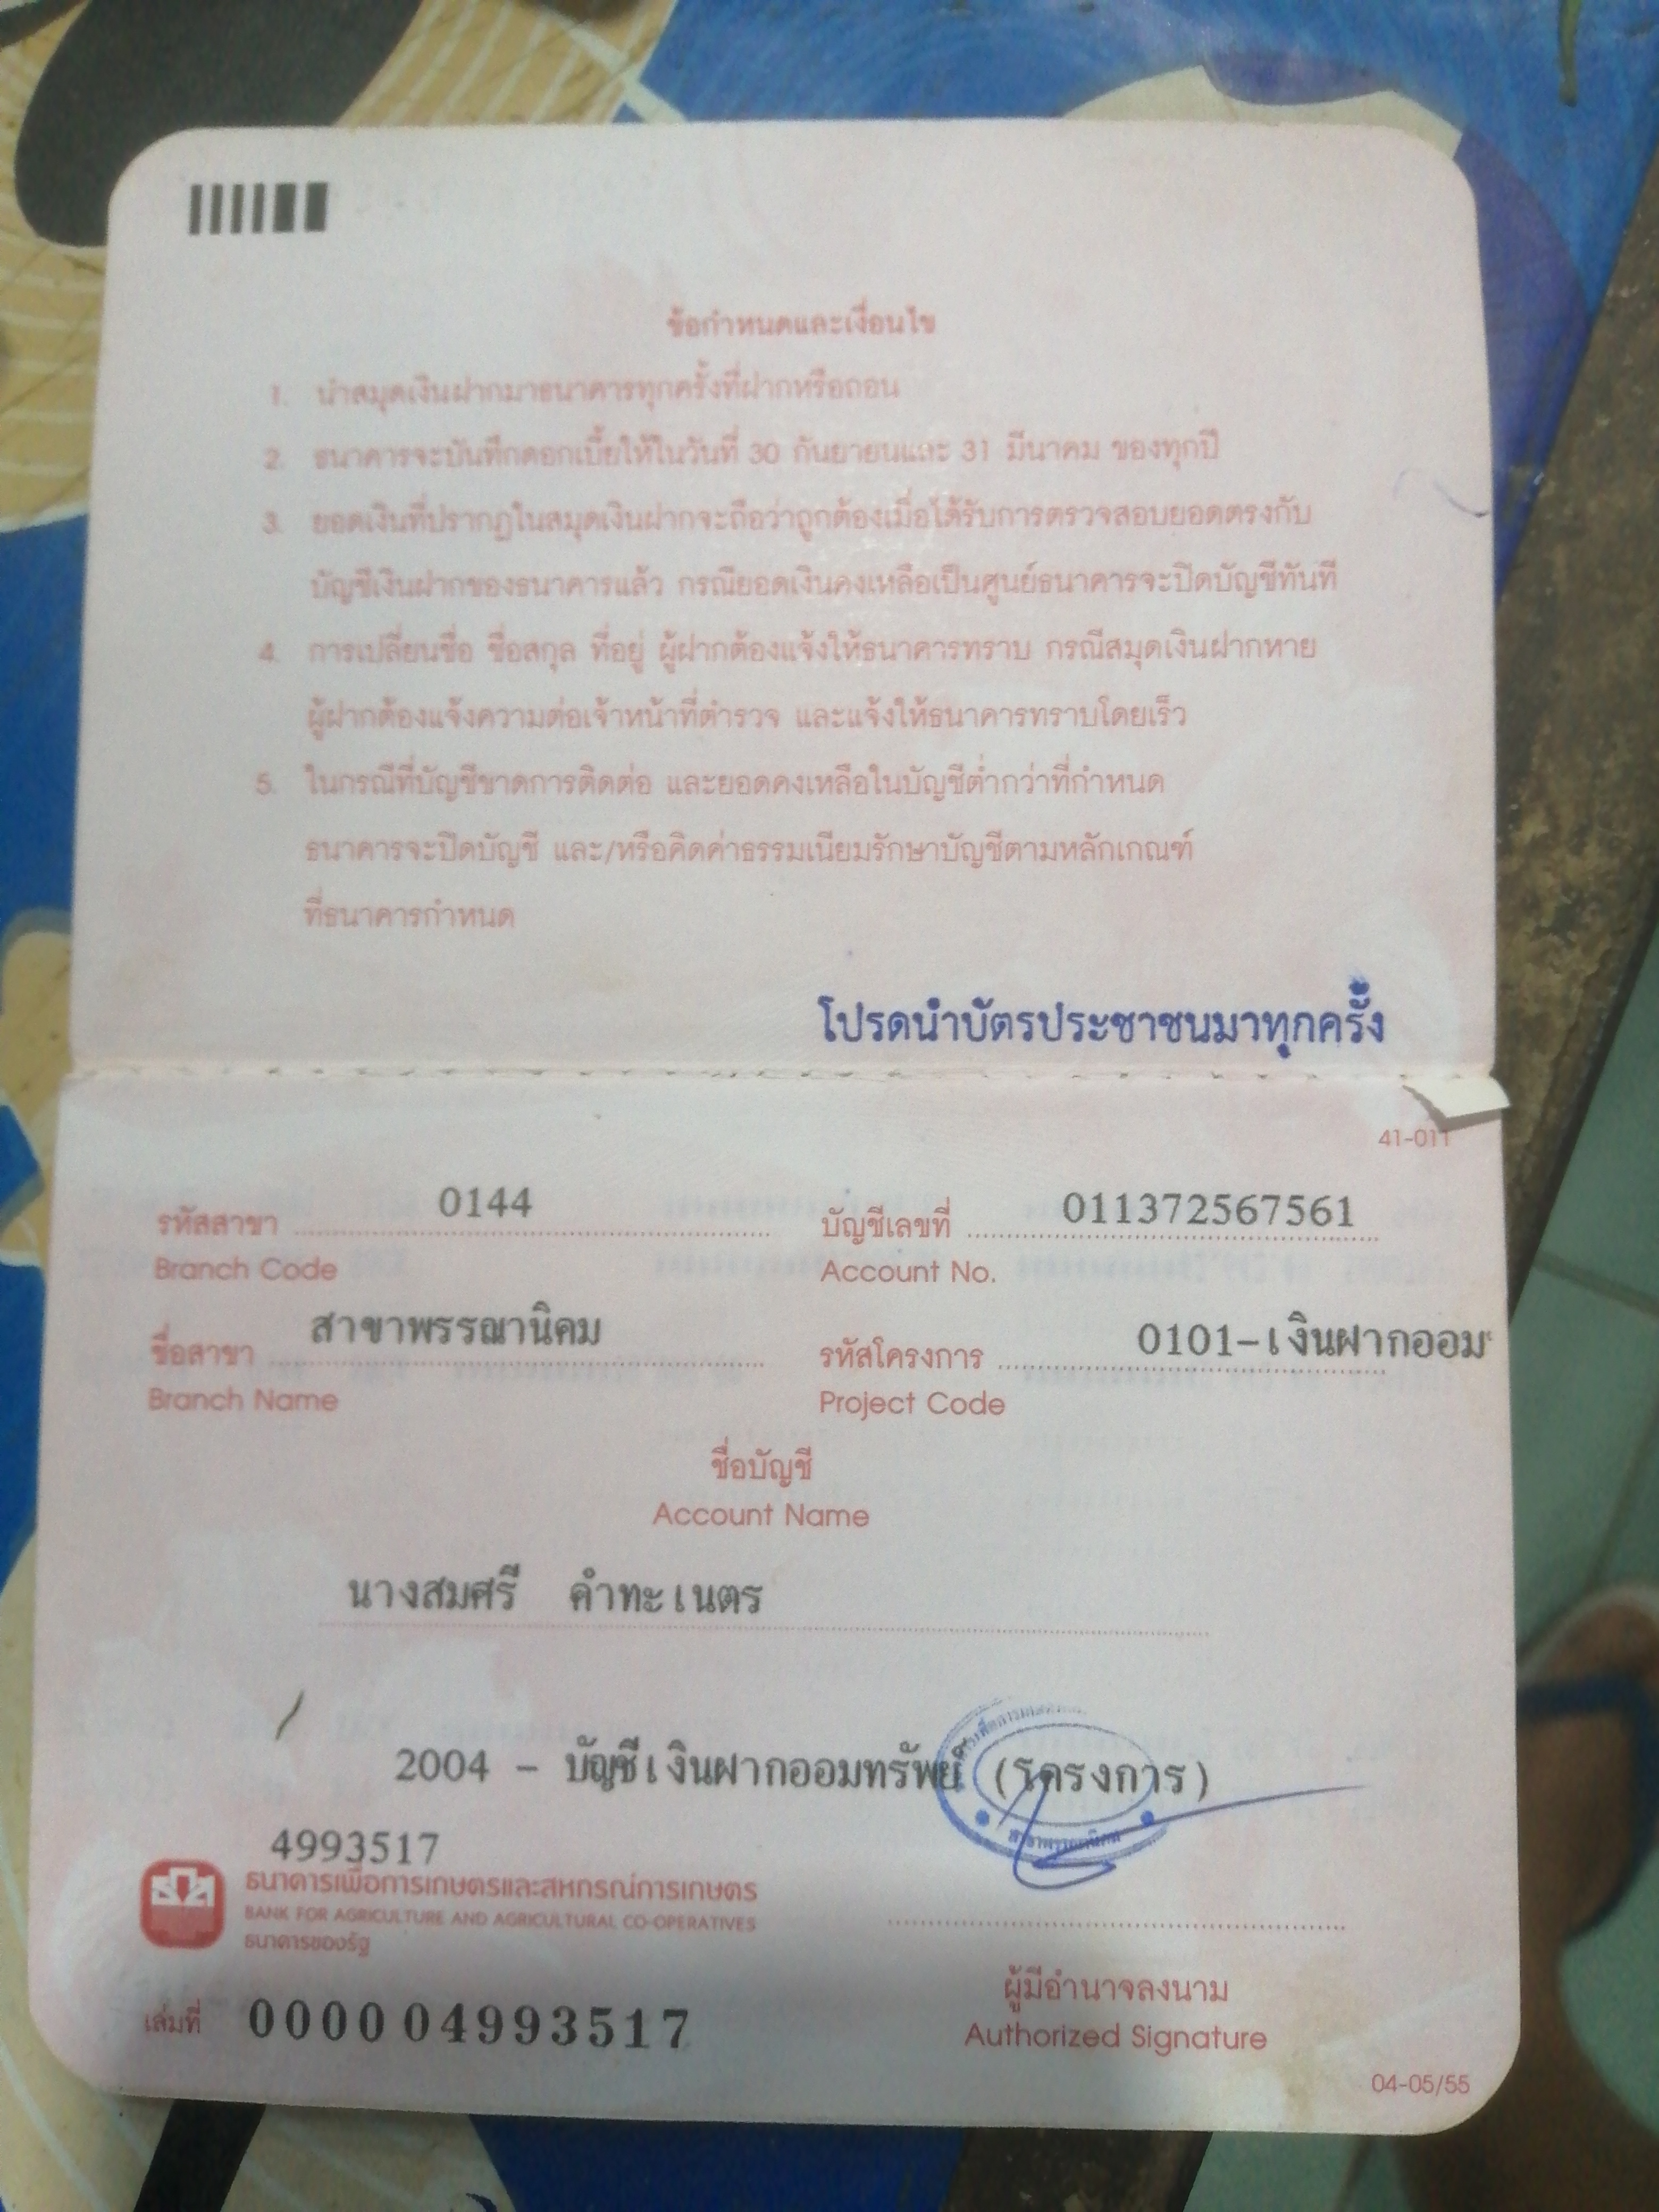 ข้อกำหนดและเงื่อนไข
1. นำสมุดเงินฝากมาธนาคารทุกครั้งที่ฝากหรือถอน
2. ธนาคารจะบันทึกดอกเบี้ยให้ในวันที่ 30 กันยายนและ 31 มีนาคม ของทุกปี
3. ยอดเงินที่ปรากฏในสมุดเงินฝากจะถือว่าถูกต้องเมื่อได้รับการตรวจสอบยอดตรงกับ
บัญชีเงินฝากของธนาคารแล้ว กรณียอดเงินคงเหลือเป็นศูนย์ธนาคารจะปิดบัญชีทันที
4. การเปลี่ยนชื่อ ชื่อสกุล ที่อยู่ ผู้ฝากต้องแจ้งให้ธนาคารทราบ กรณีสมุดเงินฝากหาย
ผู้ฝากต้องแจ้งความต่อเจ้าหน้าที่ตำรวจ และแจ้งให้ธนาคารทราบโดยเร็ว
5. ในกรณีที่บัญชีขาดการติดต่อ และยอดคงเหลือในบัญชีต่ำกว่าที่กำหนด
ธนาคารจะปิดบัญชี และ/หรือคิดค่าธรรมเนียมรักษาบัญชีตามหลักเกณฑ์
ที่ธนาคารกำหนด
โปรดนำบัตรประชาชนมาทุกครั้ง
41-011
รหัสสาขา 0144 บัญชีเลขที่ 011372567561
Branch Code Account No.
ชื่อสาขา สาขาพรรณานิคม รหัสโครงการ 0101-เงินฝากออม
Branch Name Project Code
ชื่อบัญชี
Account Name
นางสมศรี คำทะเนตร
2004 - บัญชีเงินฝากออมทรัพย์ (โครงการ)
สาขาพรรณานิคม
4993517
ธนาคารเพื่อการเกษตรและสหกรณ์การเกษตร
BANK FOR AGRICULTURE AND AGRICULTURAL CO-OPERATIVES
ธนาคารของรัฐ
เล่มที่ 000004993517
ผู้มีอำนาจลงนาม
Authorized Signature
04-05/55